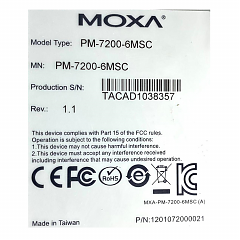 MOXA®
Model Type: PM-7200-6MSC
MN: PM-7200-6MSC
Production S/N:
TACAD1038357
Rev.: 1.1
This device complies with Part 15 of the FCC rules.
Operation is subject to the following conditions:
1.This device may not cause harmful interference.
2.This device must accept any interference received
including interference that may cause undesired operation.
CE RoHS
MXA-PM-7200-6MSC (A)
Made in Taiwan
P/N:1201072000021